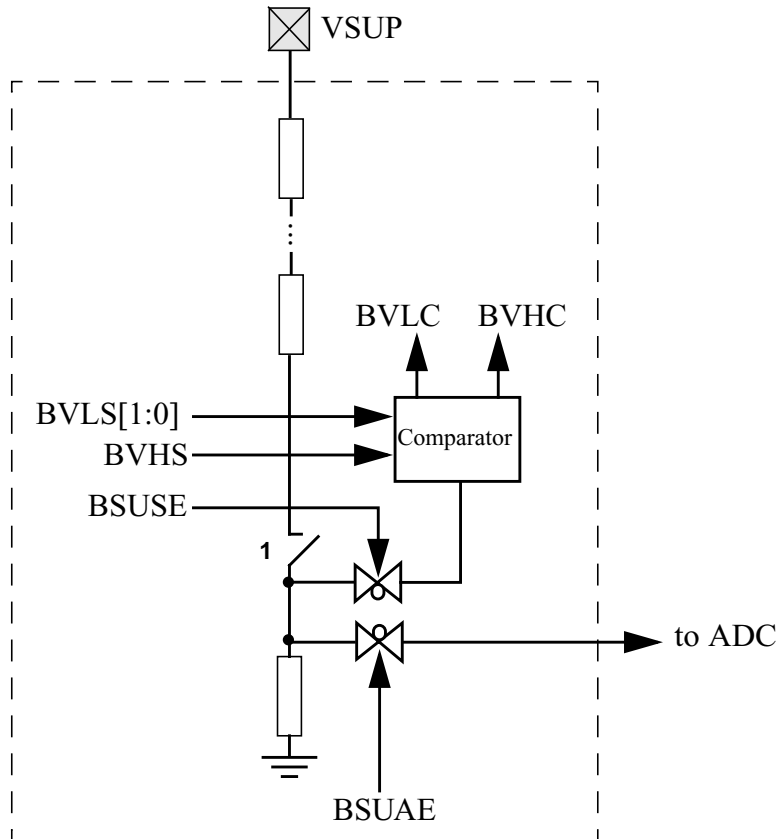 VSUP
BVLC
BVHC
BVLS[1:0]
Comparator
BVHS
BSUSE
1
to ADC
BSUAE